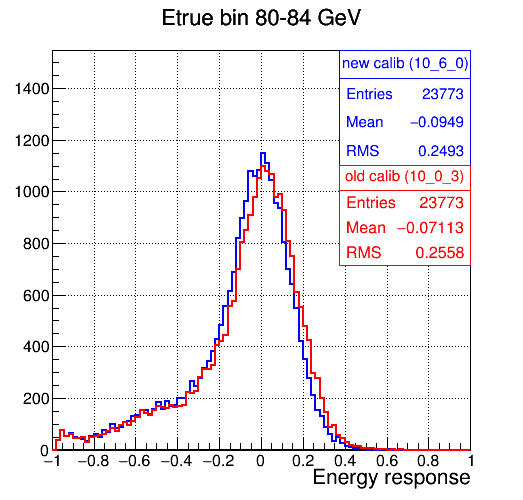 Etrue bin 80-84 GeV
new calib (10_6_0)
Entries 23773
Mean −0.0949
RMS 0.2493
old calib (10_0_3)
Entries 23773
Mean −0.07113
RMS 0.2558
1400
1200
1000
800
600
400
200
0
−1 −0.8 −0.6 −0.4 −0.2 0 0.2 0.4 0.6 0.8 1
Energy response